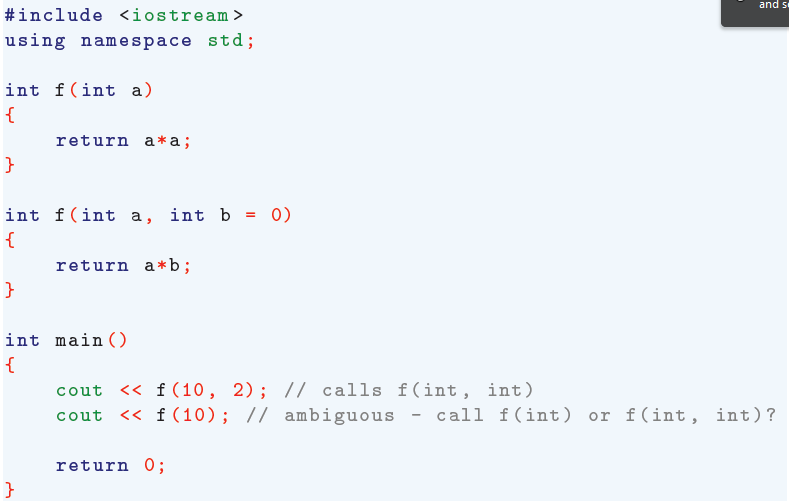 and s
#include <iostream>
using namespace std;
int f(int a)
{
return a*a;
}
int f(int a, int b = 0)
{
return a*b;
}
int main()
{
cout << f(10, 2); // calls f(int, int)
cout << f(10); // ambiguous - call f(int) or f(int, int)?
return 0;
}